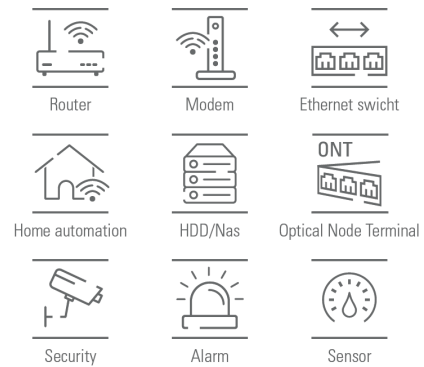 Router
Modem
Ethernet swicht
Home automation
HDD/Nas
ONT
Optical Node Terminal
Security
Alarm
Sensor